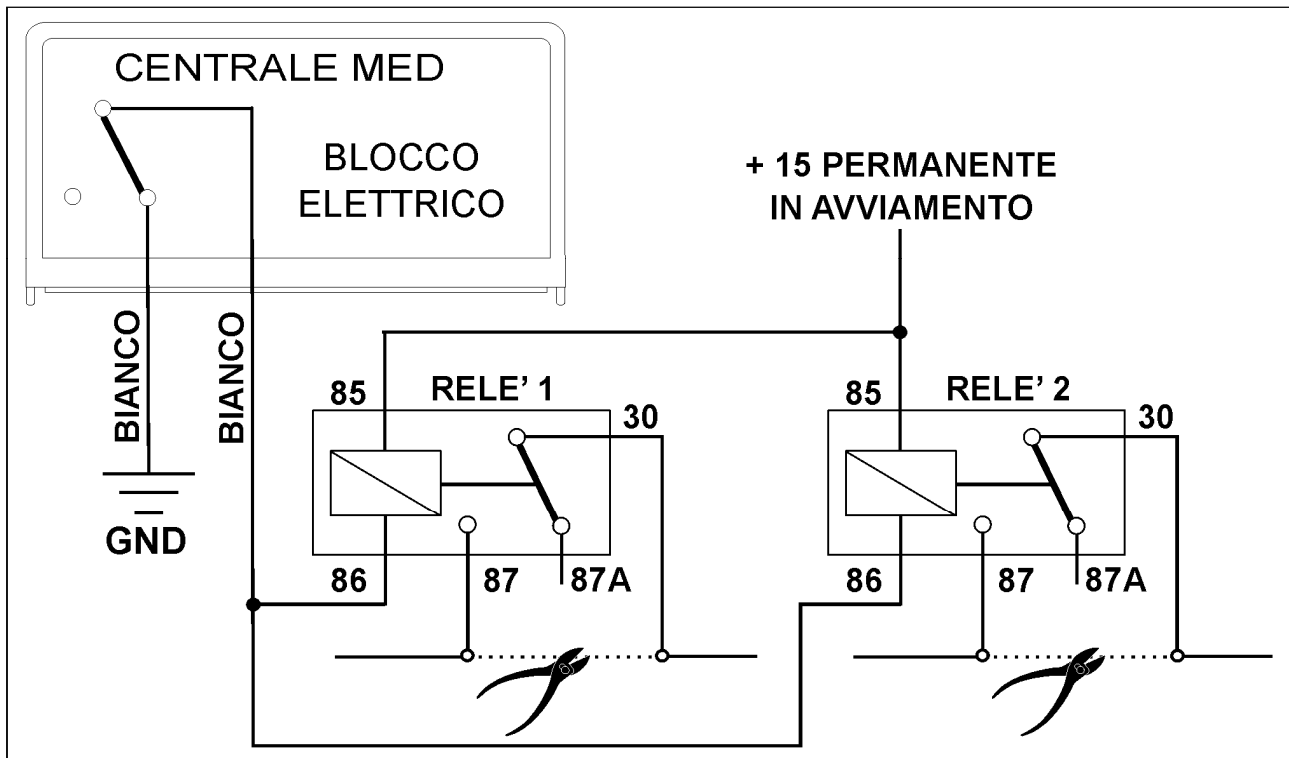 CENTRALE MED
BLOCCO
ELETTRICO
+ 15 PERMANENTE
IN AVVIAMENTO
BIANCO
BIANCO
GND
85
RELE' 1
30
86
87
87A
85
RELE' 2
30
86
87
87A